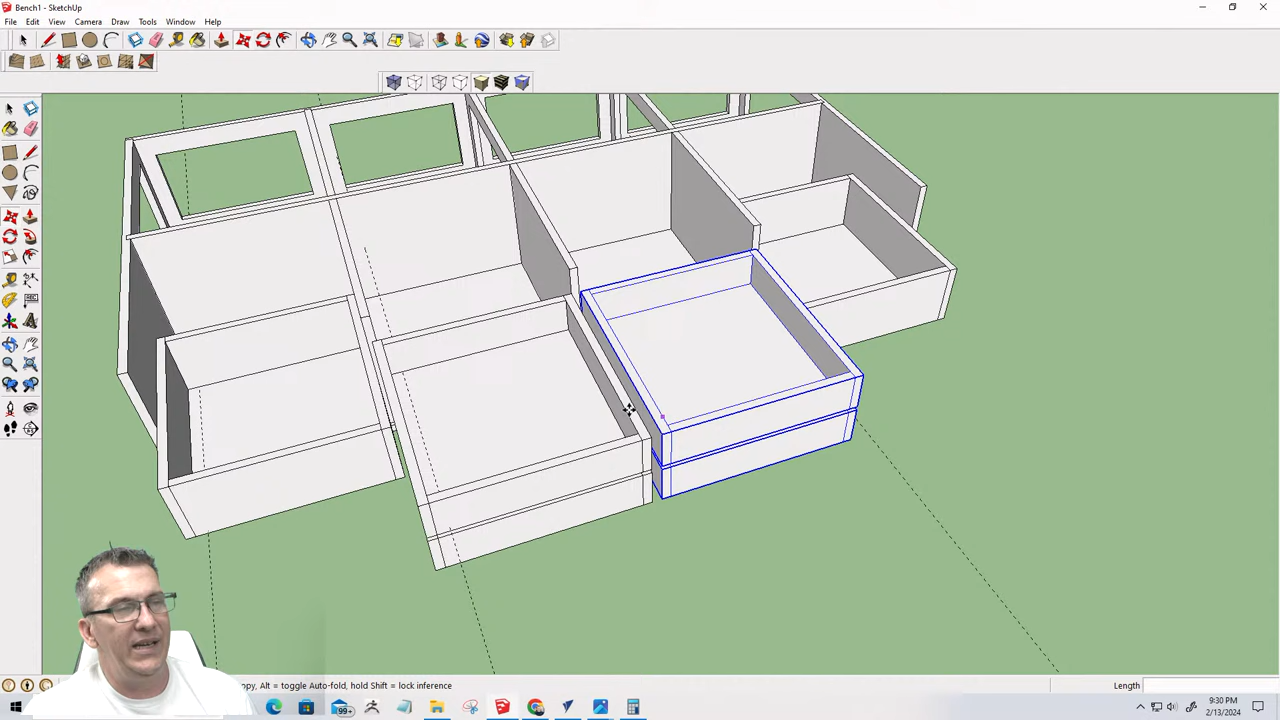 Bench1 - SketchUp
File Edit View Camera Draw Tools Window Help
opy, Alt = toggle Auto-fold, hold Shift = lock inference
Length
99+
9:30 PM
2/13/2024